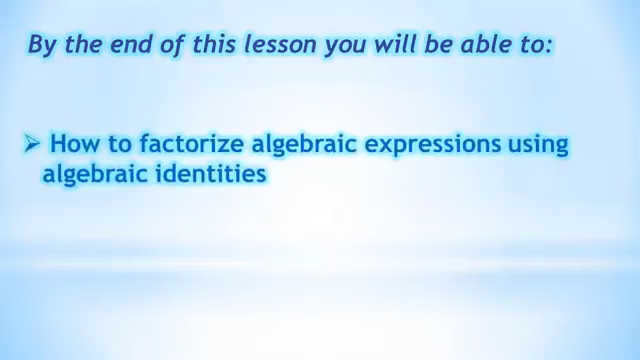 By the end of this lesson you will be able to:
➢ How to factorize algebraic expressions using
algebraic identities